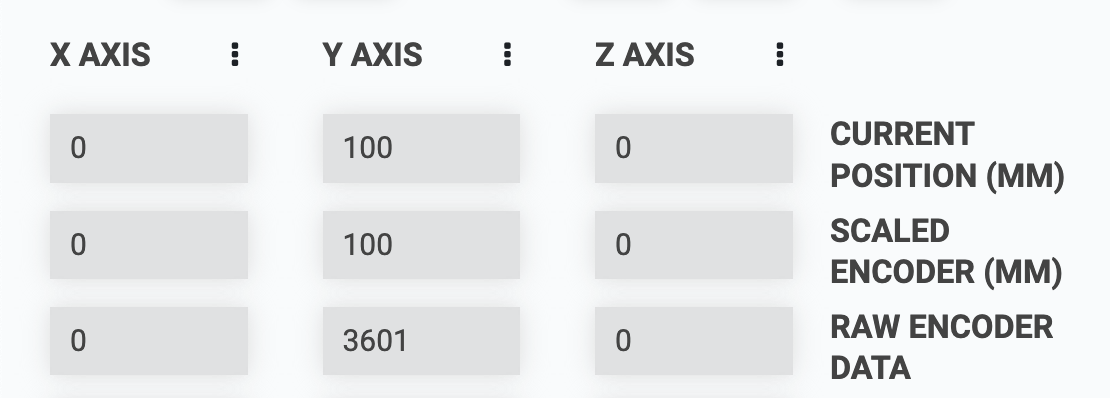 X AXIS
Y AXIS
Z AXIS
0
100
0
CURRENT
POSITION (MM)
0
100
0
SCALED
ENCODER (MM)
0
3601
0
RAW ENCODER
DATA